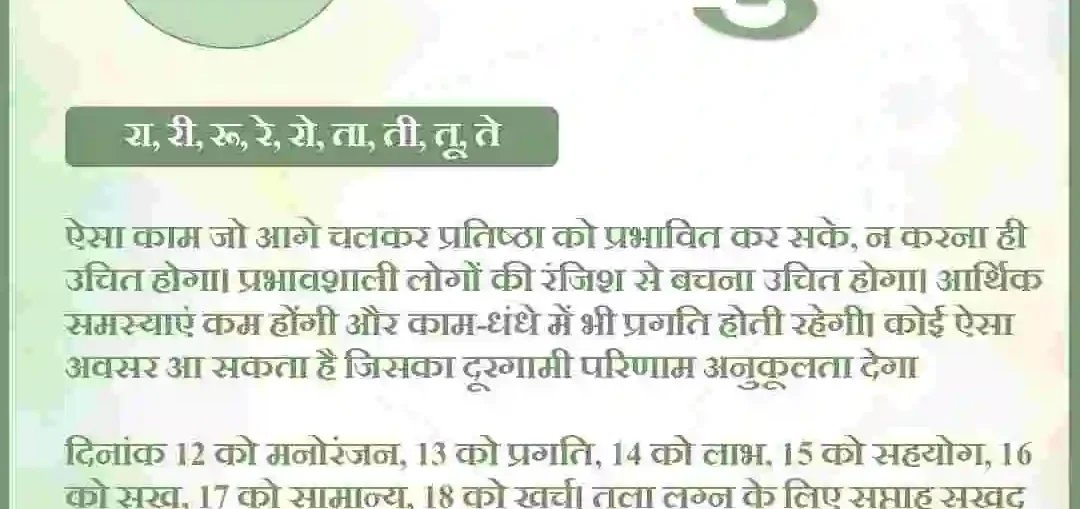 रा, री, रू, रे, रो, ता, ती, तू, ते
ऐसा काम जो आगे चलकर प्रतिष्ठा को प्रभावित कर सके, न करना ही
उचित होगा। प्रभावशाली लोगों की रंजिश से बचना उचित होगा। आर्थिक
समस्याएं कम होंगी और काम-धंधे में भी प्रगति होती रहेगी। कोई ऐसा
अवसर आ सकता है जिसका दूरगामी परिणाम अनुकूलता देगा
दिनांक 12 को मनोरंजन, 13 को प्रगति, 14 को लाभ, 15 को सहयोग, 16
को सुख, 17 को सामान्य, 18 को खर्च। तुला लग्न के लिए सप्ताह सुखद